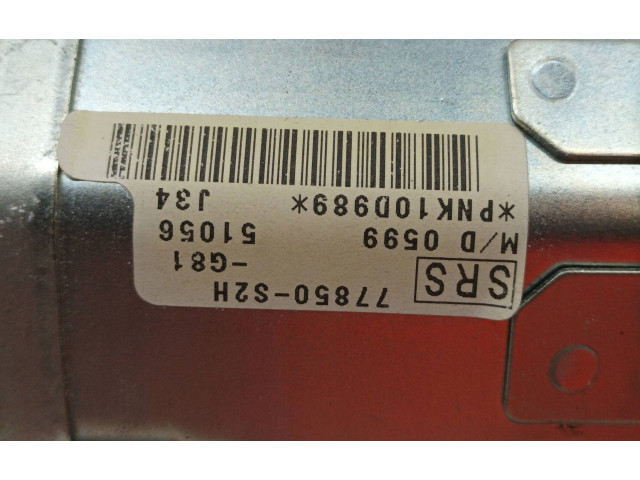 SRS 77850-S2H
-G81
M/D 0599 51056
*PNK10D989* J34